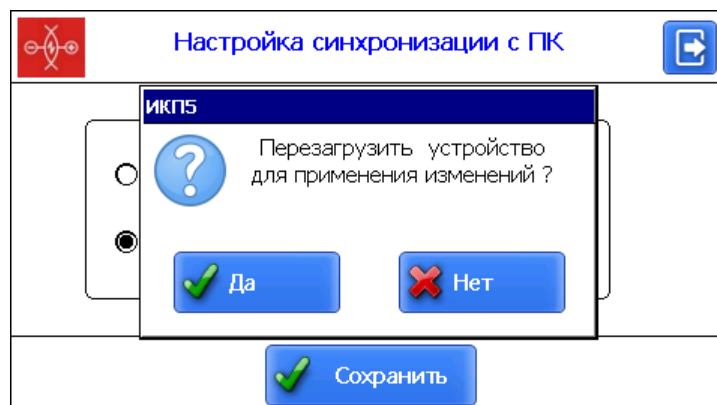 Настройка синхронизации с ПК
ИКП5
Перезагрузить устройство
для применения изменений ?
Да
Нет
Сохранить